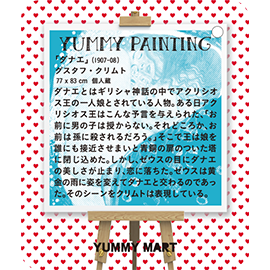 YUMMY PAINTING
「ダナエ」(1907-08)
グスタフ・クリムト
77 x 83 cm 個人蔵
ダナエとはギリシャ神話の中でアクリシオ
ス王の一人娘とされている人物。ある日アク
リシオス王はこんな予言を与えられた、「お
前に男の子は授からない。それどころか、お
前は孫に殺されるだろう。」そこで王は娘を
誰にも接近させまいと青銅の扉のついた塔
に閉じ込めた。しかし、ゼウスの目にダナエ
の美しさが止まり、恋に落ちた。ゼウスは黄
金の雨に姿を変えてダナエと交わるのであっ
た。そのシーンをクリムトは表現している。
YUMMY MART